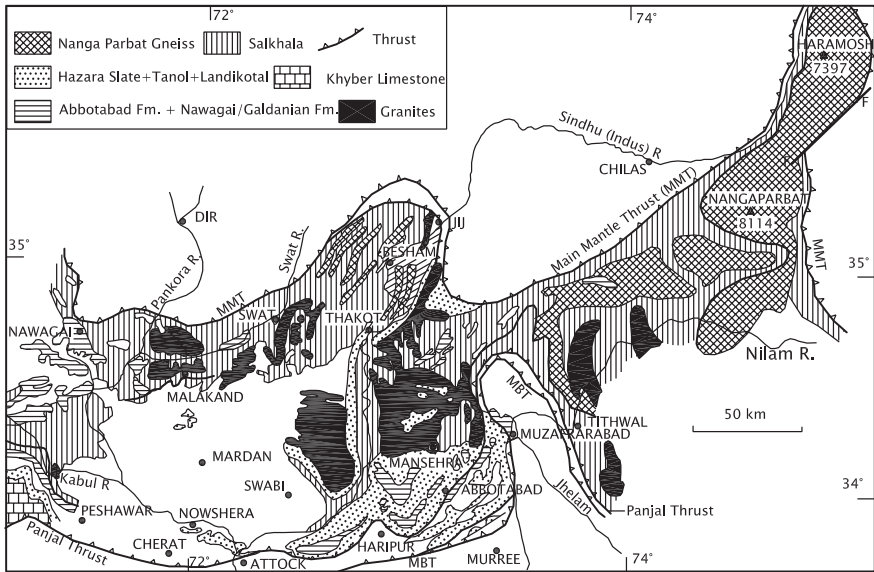 72°
74°
Nanga Parbat Gneiss
Salkhala
Thrust
Hazara Slate+Tanol+Landikotal
Khyber Limestone
Abbotabad Fm. + Nawagai/Galdanian Fm.
Granites
HARAMOSH
7397
F
F
Sindhu (Indus) R
CHILAS
NANGAPARBAT
8114
DIR
JIJ
Main Mantle Thrust (MMT)
MMT
35°
35°
Pankora R.
Swat R.
BESHAM
MMT
NAWAGAI
SWAT
THAKOT
Nilam R.
MALAKAND
MBT
50 km
TITHWAL
MUZAFRARABAD
MARDAN
MANSEHRA
Kabul R
SWABI
ABBOTABAD
Jhelam
34°
PESHAWAR
NOWSHERA
Panjal Thrust
Panjal Thrust
CHERAT
HARIPUR
72°
ATTOCK
MBT
MURREE
74°